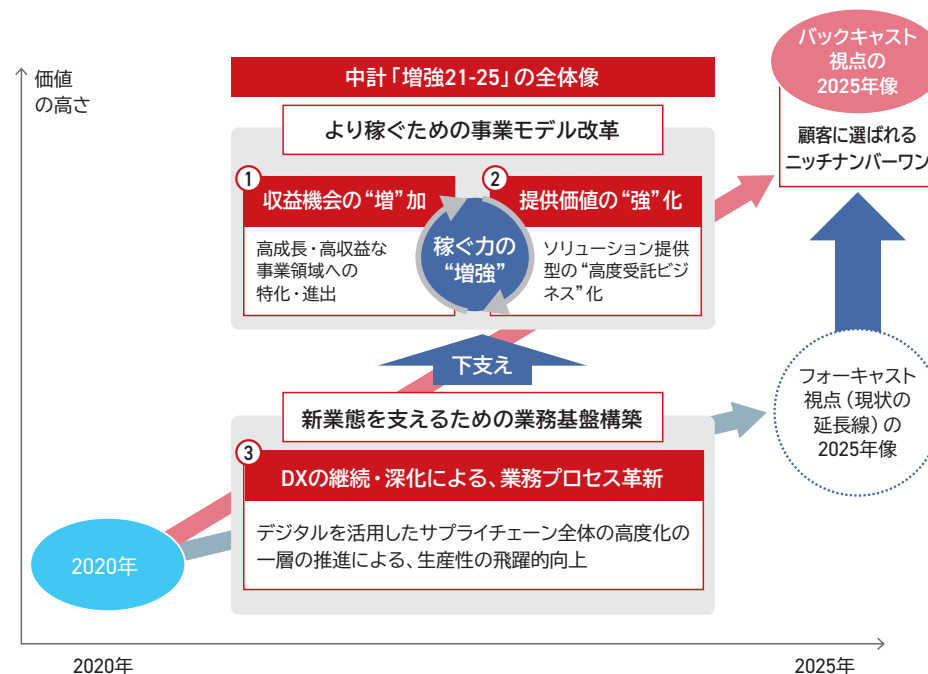 価値
の高さ
中計「増強21-25」の全体像
より稼ぐための事業モデル改革
1
収益機会の“増”加
高成長・高収益な
事業領域への
特化・進出
2
提供価値の“強”化
ソリューション提供
型の“高度受託ビジ
ネス”化
稼ぐ力の
“増強”
下支え
新業態を支えるための業務基盤構築
3
DXの継続・深化による、業務プロセス革新
デジタルを活用したサプライチェーン全体の高度化の
一層の推進による、生産性の飛躍的向上
バックキャスト
視点の
2025年像
顧客に選ばれる
ニッチナンバーワン
フォーキャスト
視点（現状の
延長線）の
2025年像
2020年
2020年
2025年